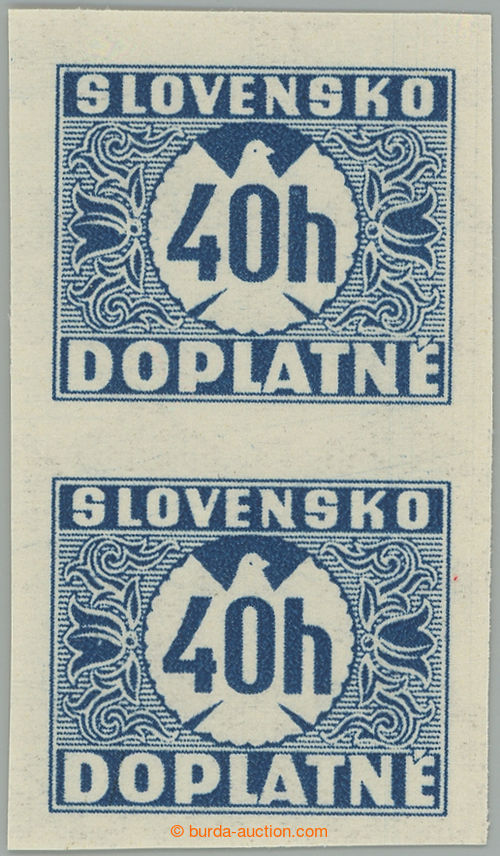 SLOVENSKO
40h
DOPLATNÉ
SLOVENSKO
40h
DOPLATNÉ
© burda-auction.com